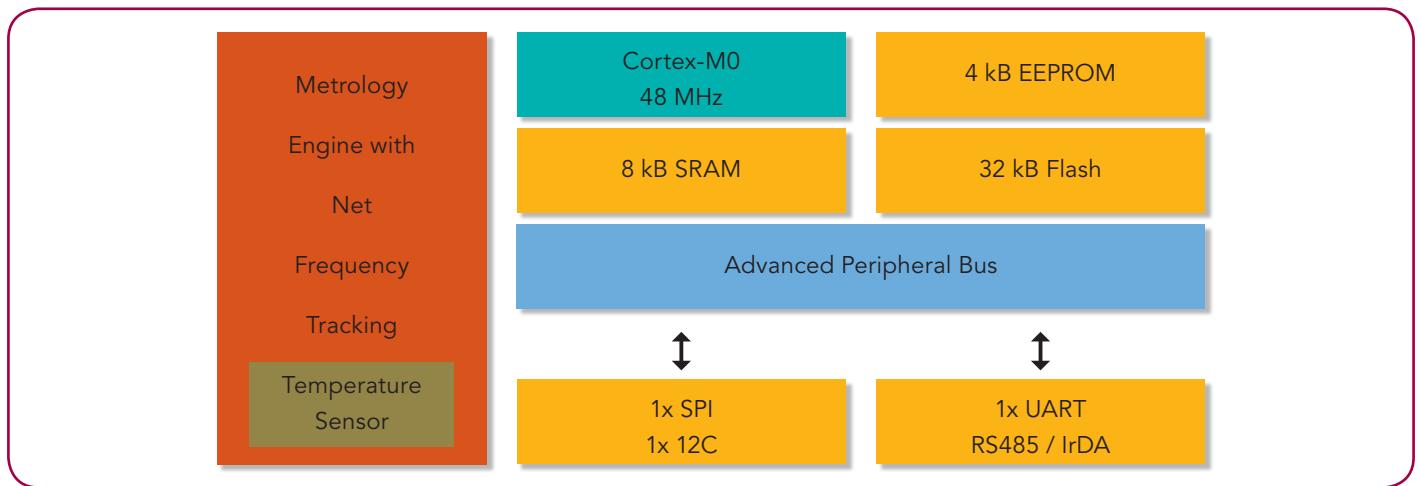 Metrology
Engine with
Net
Frequency
Tracking
Temperature
Sensor
Cortex-M0
48 MHz
4 kB EEPROM
8 kB SRAM
32 kB Flash
Advanced Peripheral Bus
1x SPI
1x 12C
1x UART
RS485 / IrDA